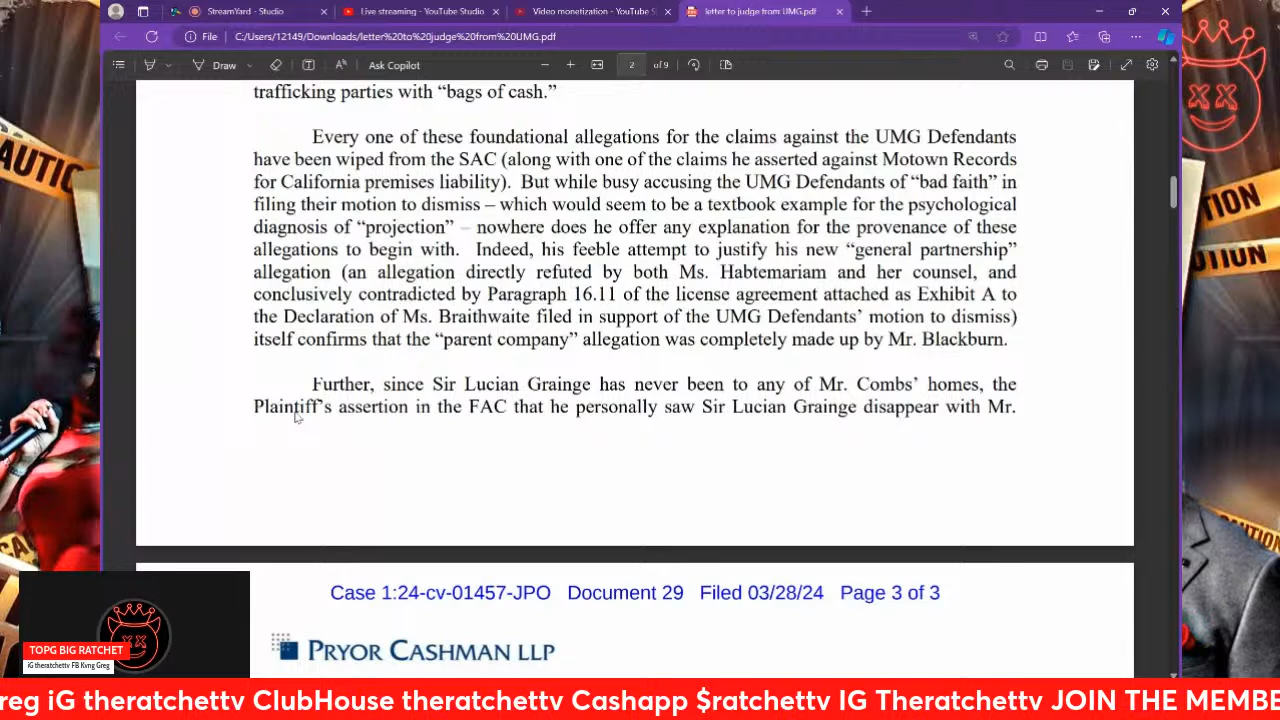 StreamYard - Studio
Live streaming - YouTube Studio
Video monetization - YouTube S
letter to judge from UMG.pdf
File
C:/Users/12149/Downloads/letter%20to%20judge%20from%20UMG.pdf
Draw
Ask Copilot
2 of 9
trafficking parties with “bags of cash.”
Every one of these foundational allegations for the claims against the UMG Defendants
have been wiped from the SAC (along with one of the claims he asserted against Motown Records
for California premises liability). But while busy accusing the UMG Defendants of “bad faith” in
filing their motion to dismiss – which would seem to be a textbook example for the psychological
diagnosis of “projection” – nowhere does he offer any explanation for the provenance of these
allegations to begin with. Indeed, his feeble attempt to justify his new “general partnership”
allegation (an allegation directly refuted by both Ms. Habtemariam and her counsel, and
conclusively contradicted by Paragraph 16.11 of the license agreement attached as Exhibit A to
the Declaration of Ms. Braithwaite filed in support of the UMG Defendants’ motion to dismiss)
itself confirms that the “parent company” allegation was completely made up by Mr. Blackburn.
Further, since Sir Lucian Grainge has never been to any of Mr. Combs’ homes, the
Plaintiff’s assertion in the FAC that he personally saw Sir Lucian Grainge disappear with Mr.
Case 1:24-cv-01457-JPO Document 29 Filed 03/28/24 Page 3 of 3
PRYOR CASHMAN LLP
TOPG BIG RATCHET
iG theratchettv FB Kvng Greg
reg iG theratchettv ClubHouse theratchettv Cashapp $ratchettv IG Theratchettv JOIN THE MEMBE
CAUTIO
AUTION
UTION